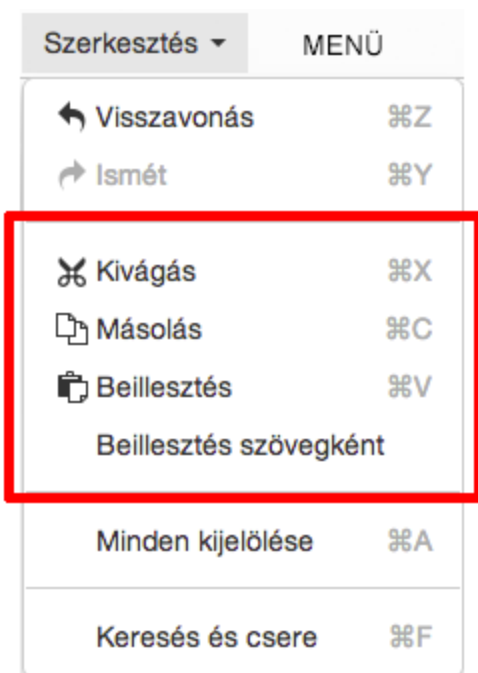 Szerkesztés MENÜ
Visszavonás ⌘Z
Ismét ⌘Y
Kivágás ⌘X
Másolás ⌘C
Beillesztés ⌘V
Beillesztés szövegként
Minden kijelölése ⌘A
Keresés és csere ⌘F